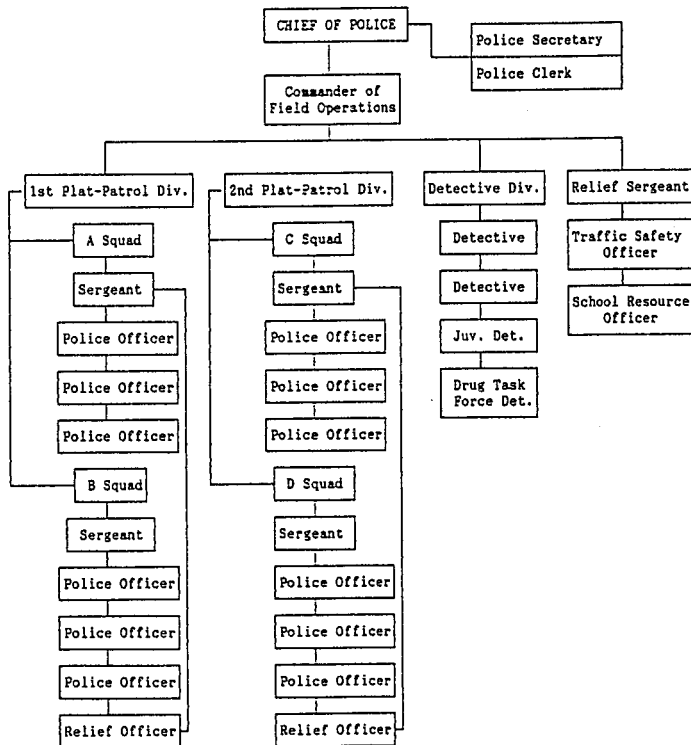 CHIEF OF POLICE
Police Secretary
Police Clerk
Commander of
Field Operations
1st Plat-Patrol Div.
2nd Plat-Patrol Div.
Detective Div.
Relief Sergeant
A Squad
Sergeant
Police Officer
Police Officer
Police Officer
B Squad
Sergeant
Police Officer
Police Officer
Police Officer
Relief Officer
C Squad
Sergeant
Police Officer
Police Officer
Police Officer
D Squad
Sergeant
Police Officer
Police Officer
Police Officer
Relief Officer
Detective
Detective
Juv. Det.
Drug Task
Force Det.
Traffic Safety
Officer
School Resource
Officer